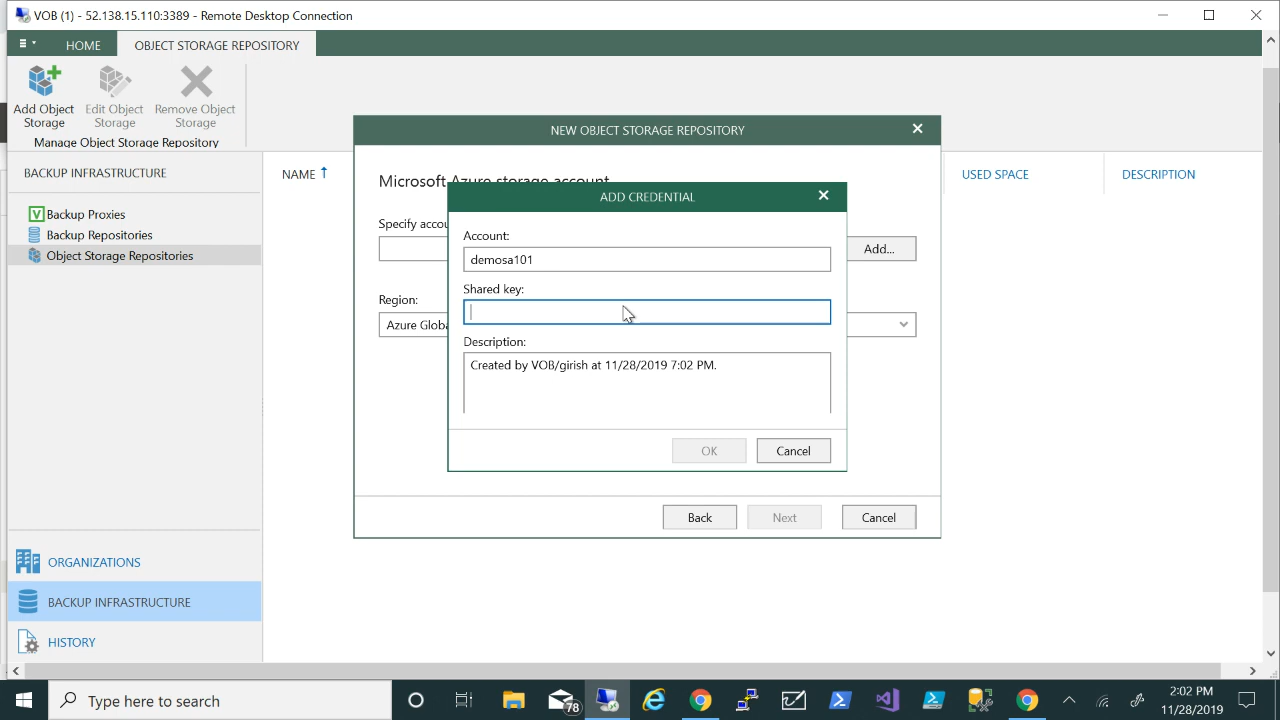 VOB (1) - 52.138.15.110:3389 - Remote Desktop Connection
HOME
OBJECT STORAGE REPOSITORY
Add Object Storage
Edit Object Storage
Remove Object Storage
Manage Object Storage Repository
BACKUP INFRASTRUCTURE
Backup Proxies
Backup Repositories
Object Storage Repositories
ORGANIZATIONS
BACKUP INFRASTRUCTURE
HISTORY
NAME
USED SPACE
DESCRIPTION
NEW OBJECT STORAGE REPOSITORY
Microsoft Azure storage account
Specify accou
Add...
Region:
Azure Globa
ADD CREDENTIAL
Account:
demosa101
Shared key:
Description:
Created by VOB/girish at 11/28/2019 7:02 PM.
OK
Cancel
Back
Next
Cancel
Type here to search
78
2:02 PM
11/28/2019